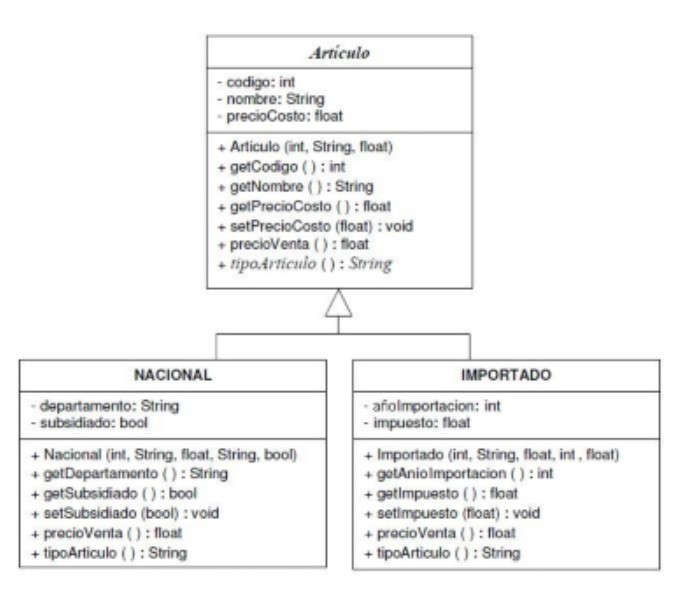 Artículo
- codigo: int
- nombre: String
- precioCosto: float
+ Articulo (int, String, float)
+ getCodigo ( ) : int
+ getNombre ( ) : String
+ getPrecioCosto ( ) : float
+ setPrecioCosto (float) : void
+ precioVenta ( ) : float
+ tipoArticulo ( ) : String
NACIONAL
- departamento: String
- subsidiado: bool
+ Nacional (int, String, float, String, bool)
+ getDepartamento ( ) : String
+ getSubsidiado ( ) : bool
+ setSubsidiado (bool) : void
+ precioVenta ( ) : float
+ tipoArticulo ( ) : String
IMPORTADO
- añoImportacion: int
- impuesto: float
+ Importado (int, String, float, int , float)
+ getAnioImportacion ( ) : int
+ getImpuesto ( ) : float
+ setImpuesto (float) : void
+ precioVenta ( ) : float
+ tipoArticulo ( ) : String